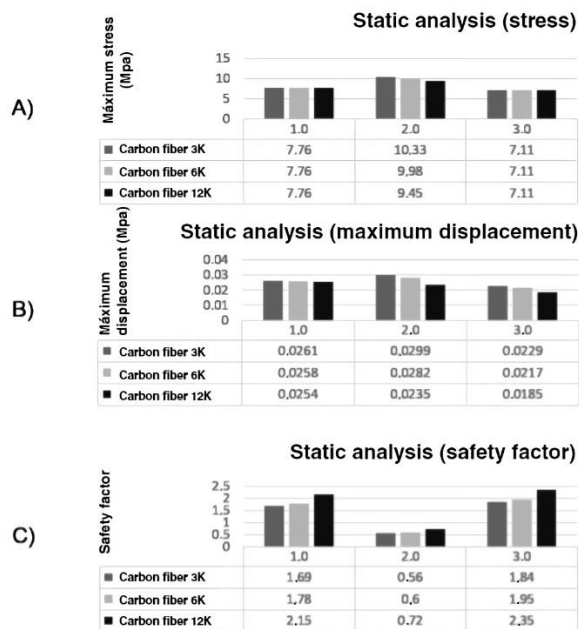 A)
Static analysis (stress)
Máximum stress
(Mpa)
15
10
5
0
1.0 2.0 3.0
Carbon fiber 3K 7.76 10,33 7,11
Carbon fiber 6K 7.76 9,98 7.11
Carbon fiber 12K 7.76 9.45 7.11
B)
Static analysis (maximum displacement)
Máximum
displacement (Mpa)
0.04
0.03
0.02
0.01
0
1.0 2.0 3.0
Carbon fiber 3K 0.0261 0,0299 0.0229
Carbon fiber 6K 0.0258 0.0282 0.0217
Carbon fiber 12K 0,0254 0,0235 0.0185
C)
Static analysis (safety factor)
Safety factor
2.5
2
1.5
1
0.5
0
1.0 2.0 3.0
Carbon fiber 3K 1.69 0.56 1,84
Carbon fiber 6K 1,78 0,6 1.95
Carbon fiber 12K 2.15 0.72 2.35